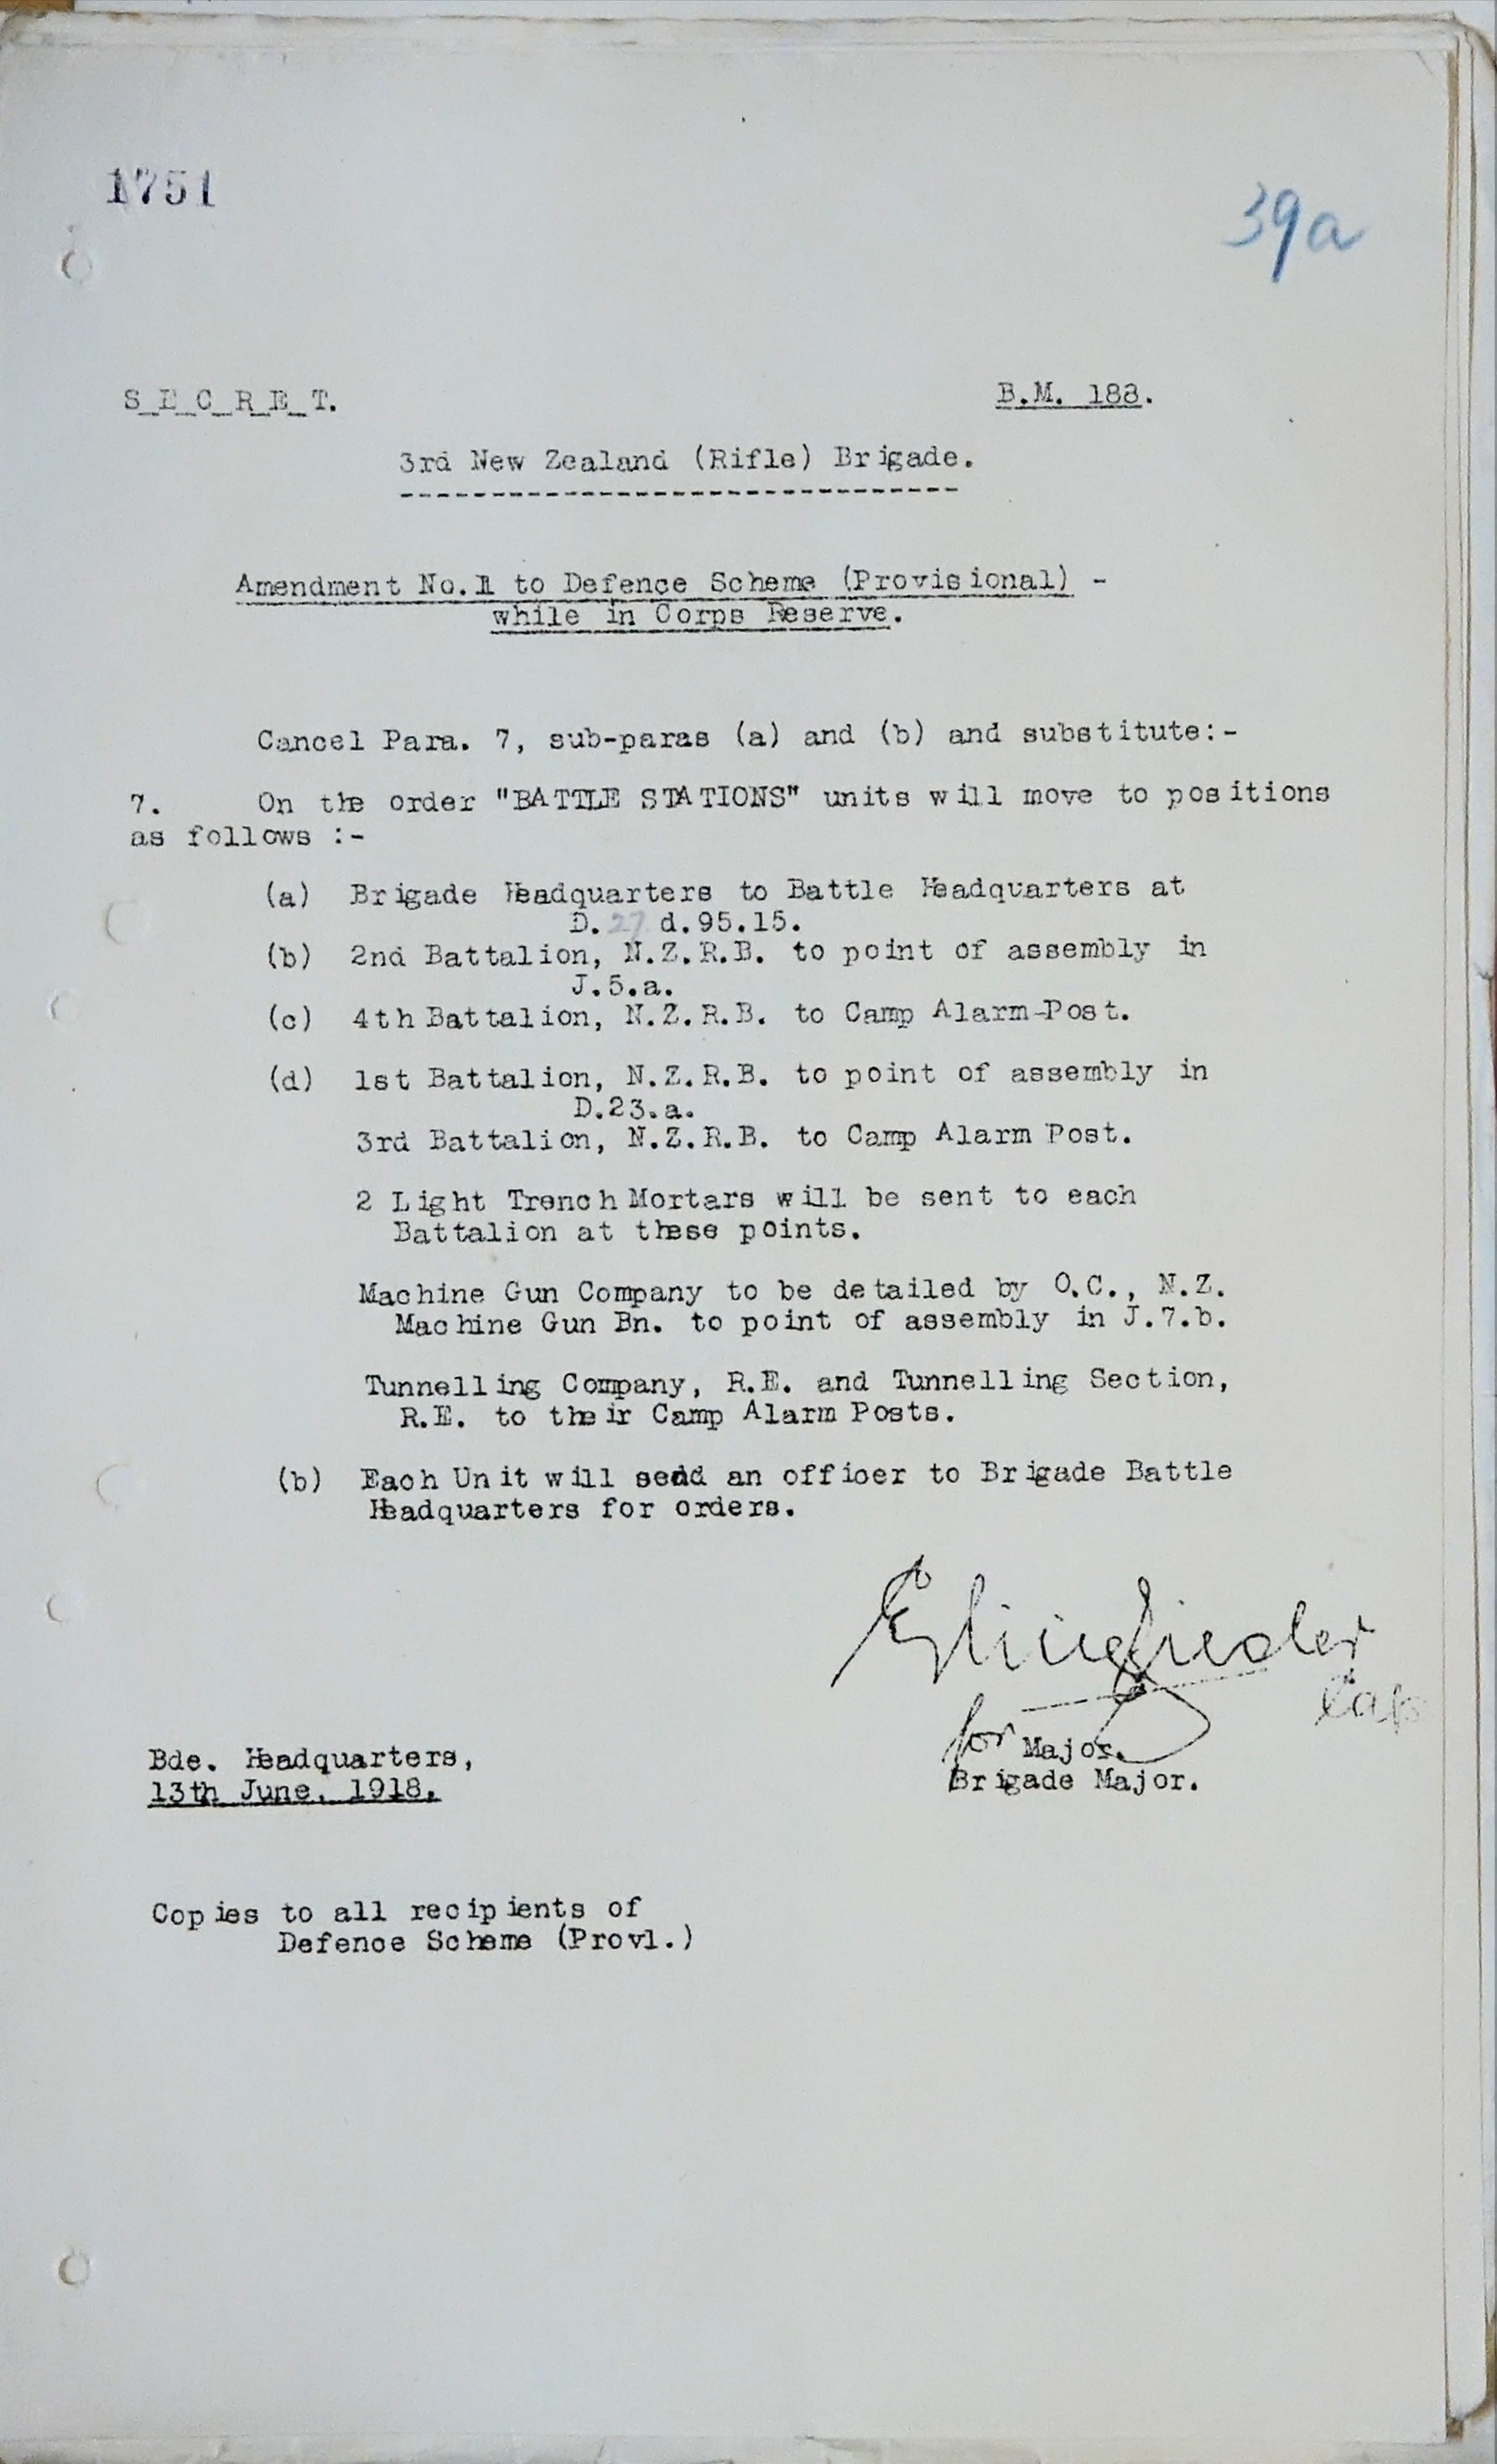 1751
39a
S_E_C_R_E_T.
B.M. 188.
3rd New Zealand (Rifle) Brigade.
-------------------------------
Amendment No.1 to Defence Scheme (Provisional) -
while in Corps Reserve.
Cancel Para. 7, sub-paras (a) and (b) and substitute:-
7. On the order "BATTLE STATIONS" units will move to positions
as follows :-
(a) Brigade Headquarters to Battle Headquarters at
D.27 d.95.15.
(b) 2nd Battalion, N.Z.R.B. to point of assembly in
J.5.a.
(c) 4th Battalion, N.Z.R.B. to Camp Alarm-Post.
(d) 1st Battalion, N.Z.R.B. to point of assembly in
D.23.a.
3rd Battalion, N.Z.R.B. to Camp Alarm Post.
2 Light Trench Mortars will be sent to each
Battalion at these points.
Machine Gun Company to be detailed by O.C., N.Z.
Machine Gun Bn. to point of assembly in J.7.b.
Tunnelling Company, R.E. and Tunnelling Section,
R.E. to their Camp Alarm Posts.
(b) Each Unit will send an officer to Brigade Battle
Headquarters for orders.
for Major.
Brigade Major.
Bde. Headquarters,
13th June, 1918.
Copies to all recipients of
Defence Scheme (Provl.)